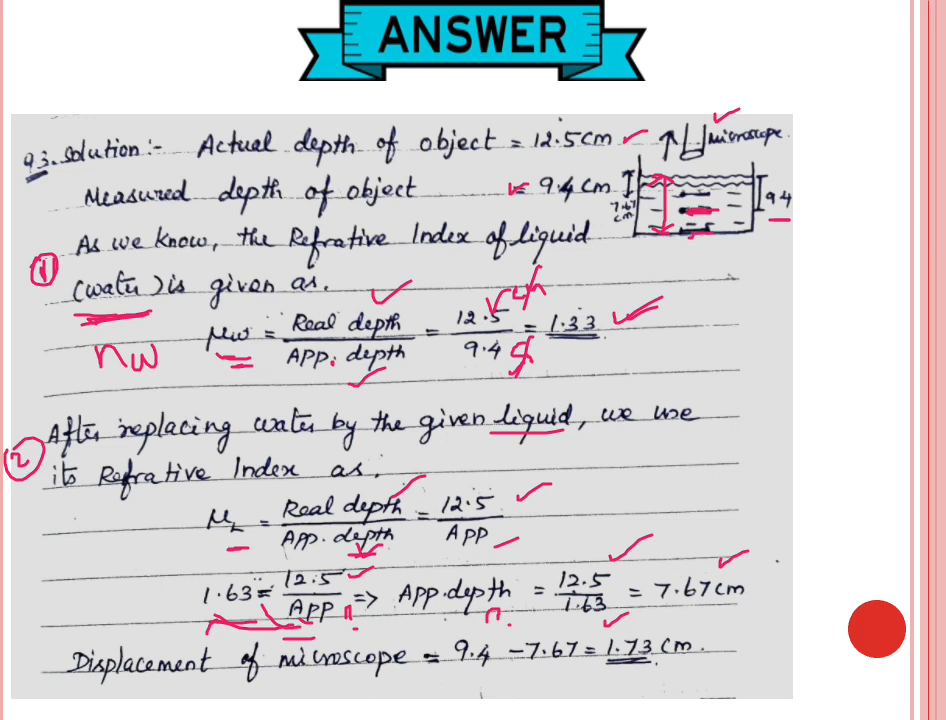 ANSWER
93. Solution :- Actual depth of object = 12.5 cm
microscope.
Measured depth of object = 9.4 cm
7.67 cm
9.4
As we know, the Refrative Index of liquid
(1)
(water) is given as.
μw = Real depth / APP. depth = 12.5 / 9.4 = 1.33
nw
After replacing water by the given liquid, we use
(2)
its Refrative Index as.
μL = Real depth / APP. depth = 12.5 / APP
1.63 = 12.5 / APP => APP. depth = 12.5 / 1.63 = 7.67 cm
Displacement of microscope = 9.4 - 7.67 = 1.73 cm.